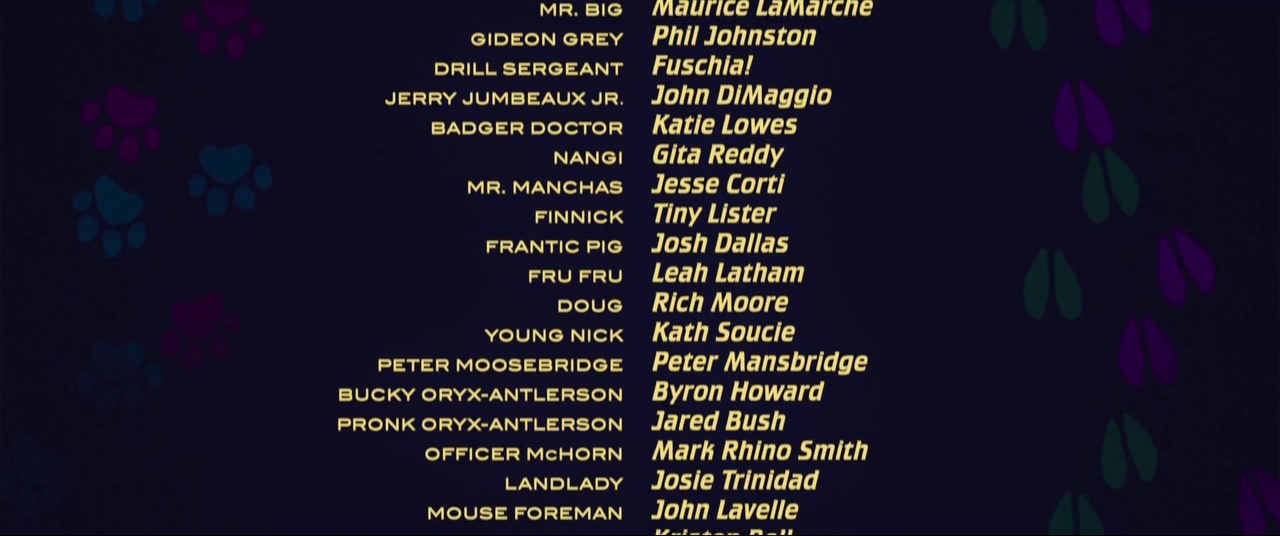 MR. BIG Maurice LaMarche
GIDEON GREY Phil Johnston
DRILL SERGEANT Fuschia!
JERRY JUMBEAUX JR. John DiMaggio
BADGER DOCTOR Katie Lowes
NANGI Gita Reddy
MR. MANCHAS Jesse Corti
FINNICK Tiny Lister
FRANTIC PIG Josh Dallas
FRU FRU Leah Latham
DOUG Rich Moore
YOUNG NICK Kath Soucie
PETER MOOSEBRIDGE Peter Mansbridge
BUCKY ORYX-ANTLERSON Byron Howard
PRONK ORYX-ANTLERSON Jared Bush
OFFICER McHORN Mark Rhino Smith
LANDLADY Josie Trinidad
MOUSE FOREMAN John Lavelle